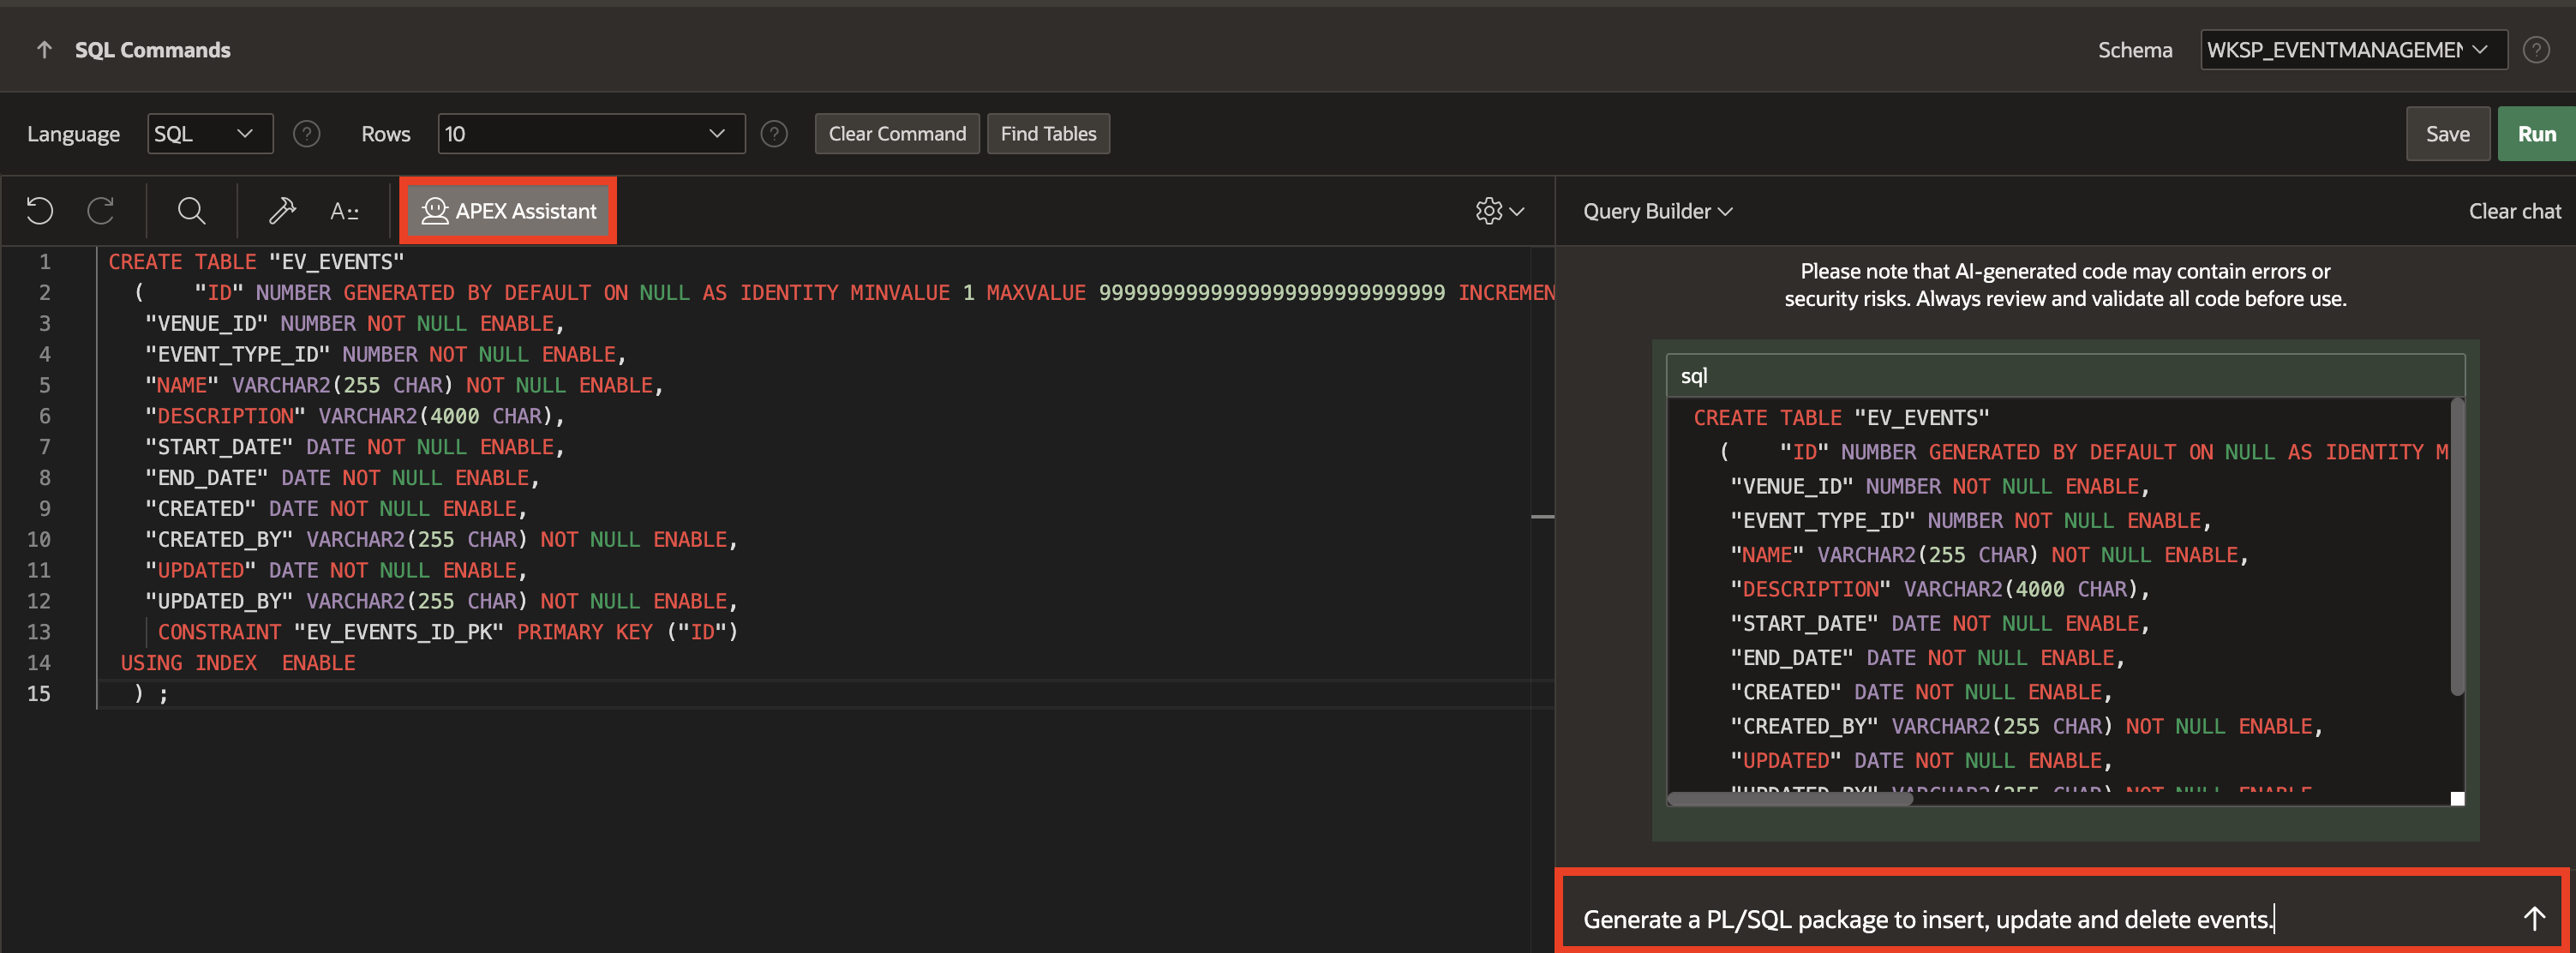 SQL Commands
Schema WKSP_EVENTMANAGEMEN
Language SQL Rows 10 Clear Command Find Tables Save Run
APEX Assistant
Query Builder Clear chat
1 CREATE TABLE "EV_EVENTS"
2 ( "ID" NUMBER GENERATED BY DEFAULT ON NULL AS IDENTITY MINVALUE 1 MAXVALUE 9999999999999999999999999999 INCREMEN
3 "VENUE_ID" NUMBER NOT NULL ENABLE,
4 "EVENT_TYPE_ID" NUMBER NOT NULL ENABLE,
5 "NAME" VARCHAR2(255 CHAR) NOT NULL ENABLE,
6 "DESCRIPTION" VARCHAR2(4000 CHAR),
7 "START_DATE" DATE NOT NULL ENABLE,
8 "END_DATE" DATE NOT NULL ENABLE,
9 "CREATED" DATE NOT NULL ENABLE,
10 "CREATED_BY" VARCHAR2(255 CHAR) NOT NULL ENABLE,
11 "UPDATED" DATE NOT NULL ENABLE,
12 "UPDATED_BY" VARCHAR2(255 CHAR) NOT NULL ENABLE,
13 CONSTRAINT "EV_EVENTS_ID_PK" PRIMARY KEY ("ID")
14 USING INDEX ENABLE
15 ) ;
Please note that AI-generated code may contain errors or
security risks. Always review and validate all code before use.
sql
CREATE TABLE "EV_EVENTS"
( "ID" NUMBER GENERATED BY DEFAULT ON NULL AS IDENTITY M
"VENUE_ID" NUMBER NOT NULL ENABLE,
"EVENT_TYPE_ID" NUMBER NOT NULL ENABLE,
"NAME" VARCHAR2(255 CHAR) NOT NULL ENABLE,
"DESCRIPTION" VARCHAR2(4000 CHAR),
"START_DATE" DATE NOT NULL ENABLE,
"END_DATE" DATE NOT NULL ENABLE,
"CREATED" DATE NOT NULL ENABLE,
"CREATED_BY" VARCHAR2(255 CHAR) NOT NULL ENABLE,
"UPDATED" DATE NOT NULL ENABLE,
"UPDATED_BY" VARCHAR2(255 CHAR) NOT NULL ENABLE
Generate a PL/SQL package to insert, update and delete events.